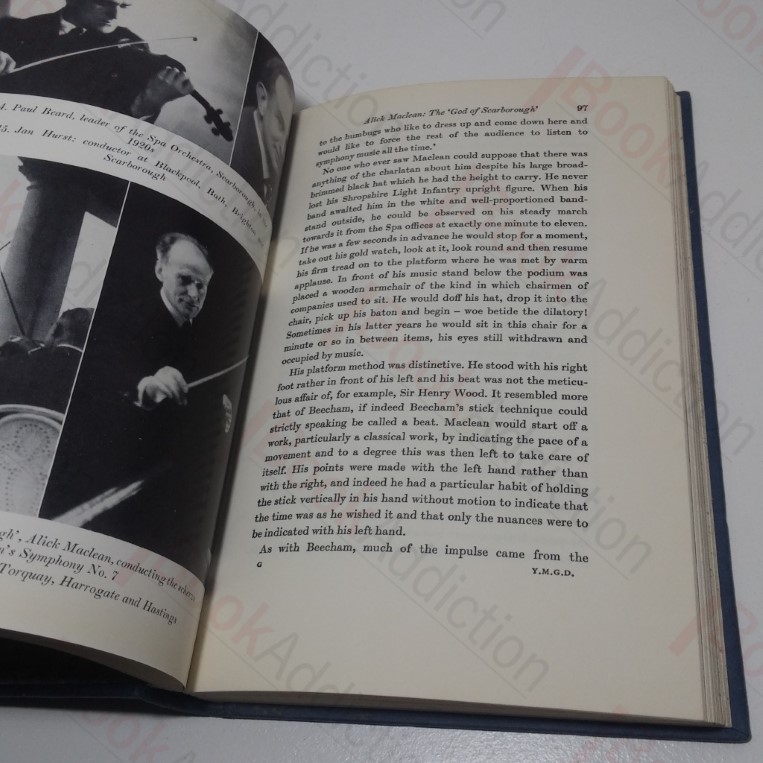 4. Paul Beard, leader of the Spa Orchestra, Scarborough, in the
1920s
5. Jan Hurst: conductor at Blackpool, Bath, Brighton,
Scarborough
gh', Alick Maclean, conducting the
n's Symphony No. 7
Torquay, Harrogate and Hastings
Alick Maclean: The 'God of Scarborough' 97
to the humbugs who like to dress up and come down here and
would like to force the rest of the audience to listen to
symphony music all the time.'
No one who ever saw Maclean could suppose that there was
anything of the charlatan about him despite his large broad-
brimmed black hat which he had the height to carry. He never
lost his Shropshire Light Infantry upright figure. When his
band awaited him in the white and well-proportioned band-
stand outside, he could be observed on his steady march
towards it from the Spa offices at exactly one minute to eleven.
If he was a few seconds in advance he would stop for a moment,
take out his gold watch, look at it, look round and then resume
his firm tread on to the platform where he was met by warm
applause. In front of his music stand below the podium was
placed a wooden armchair of the kind in which chairmen of
companies used to sit. He would doff his hat, drop it into the
chair, pick up his baton and begin – woe betide the dilatory!
Sometimes in his latter years he would sit in this chair for a
minute or so in between items, his eyes still withdrawn and
occupied by music.
His platform method was distinctive. He stood with his right
foot rather in front of his left and his beat was not the meticu-
lous affair of, for example, Sir Henry Wood. It resembled more
that of Beecham, if indeed Beecham's stick technique could
strictly speaking be called a beat. Maclean would start off a
work, particularly a classical work, by indicating the pace of a
movement and to a degree this was then left to take care of
itself. His points were made with the left hand rather than
with the right, and indeed he had a particular habit of holding
the stick vertically in his hand without motion to indicate that
the time was as he wished it and that only the nuances were to
be indicated with his left hand.
As with Beecham, much of the impulse came from the
G Y.M.G.D.
BookAddiction